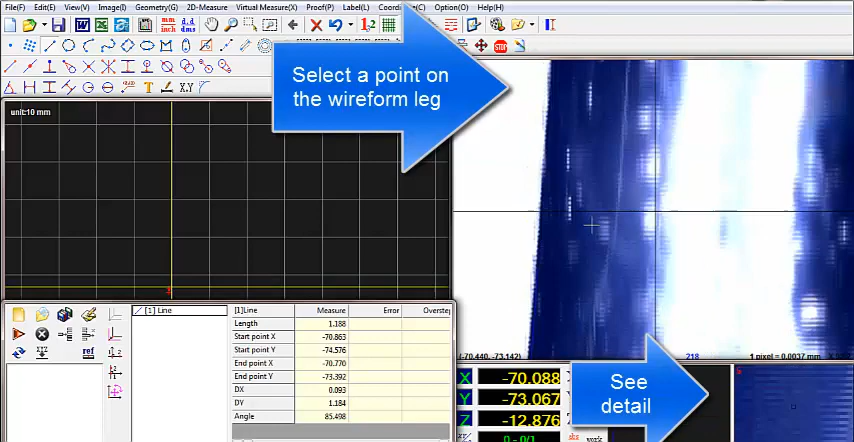 File(F) Edit(E) View(V) Image(I) Geometry(G) 2D-Measure Virtual Measure(X) Proof(P) Label(L) Option(O) Help(H)
mm
inch
d.d
dms
1.2
STOP
X,Y
Select a point on
the wireform leg
unit:10 mm
(-70.440, -73.142)
218
1 pixel = 0.0037 mm
[1] Line
[1]Line Measure Error
Length 1.188
Start point X -70.863
Start point Y -74.576
End point X -70.770
End point Y -73.392
DX 0.093
DY 1.184
Angle 85.498
ref
X -70.088
Y -73.067
Z -12.876
See
detail
work